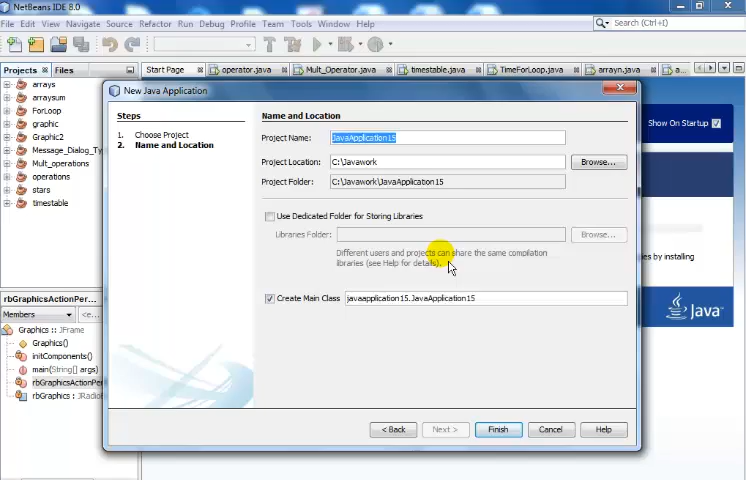 NetBeans IDE 8.0
File Edit View Navigate Source Refactor Run Debug Profile Team Tools Window Help
Search (Ctrl+I)
Projects Files
Start Page operator.java Mult_Operator.java timestable.java TimeForLoop.java arrayn.java a...
arrays
arraysum
ForLoop
graphic
Graphic2
Message_Dialog_Ty
Mult_operations
operations
stars
timestable
New Java Application
Steps
1. Choose Project
2. Name and Location
Name and Location
Project Name: JavaApplication15
Project Location: C:\Javawork Browse...
Project Folder: C:\Javawork\JavaApplication15
Use Dedicated Folder for Storing Libraries
Libraries Folder: Browse...
Different users and projects can share the same compilation
libraries (see Help for details).
Create Main Class javaapplication15.JavaApplication15
< Back Next > Finish Cancel Help
Show On Startup
es by installing
Java
rbGraphicsActionPer...
Members <e...
Graphics :: JFrame
Graphics()
initComponents()
main(String[] args)
rbGraphicsActionPer
rbGraphics : JRadio